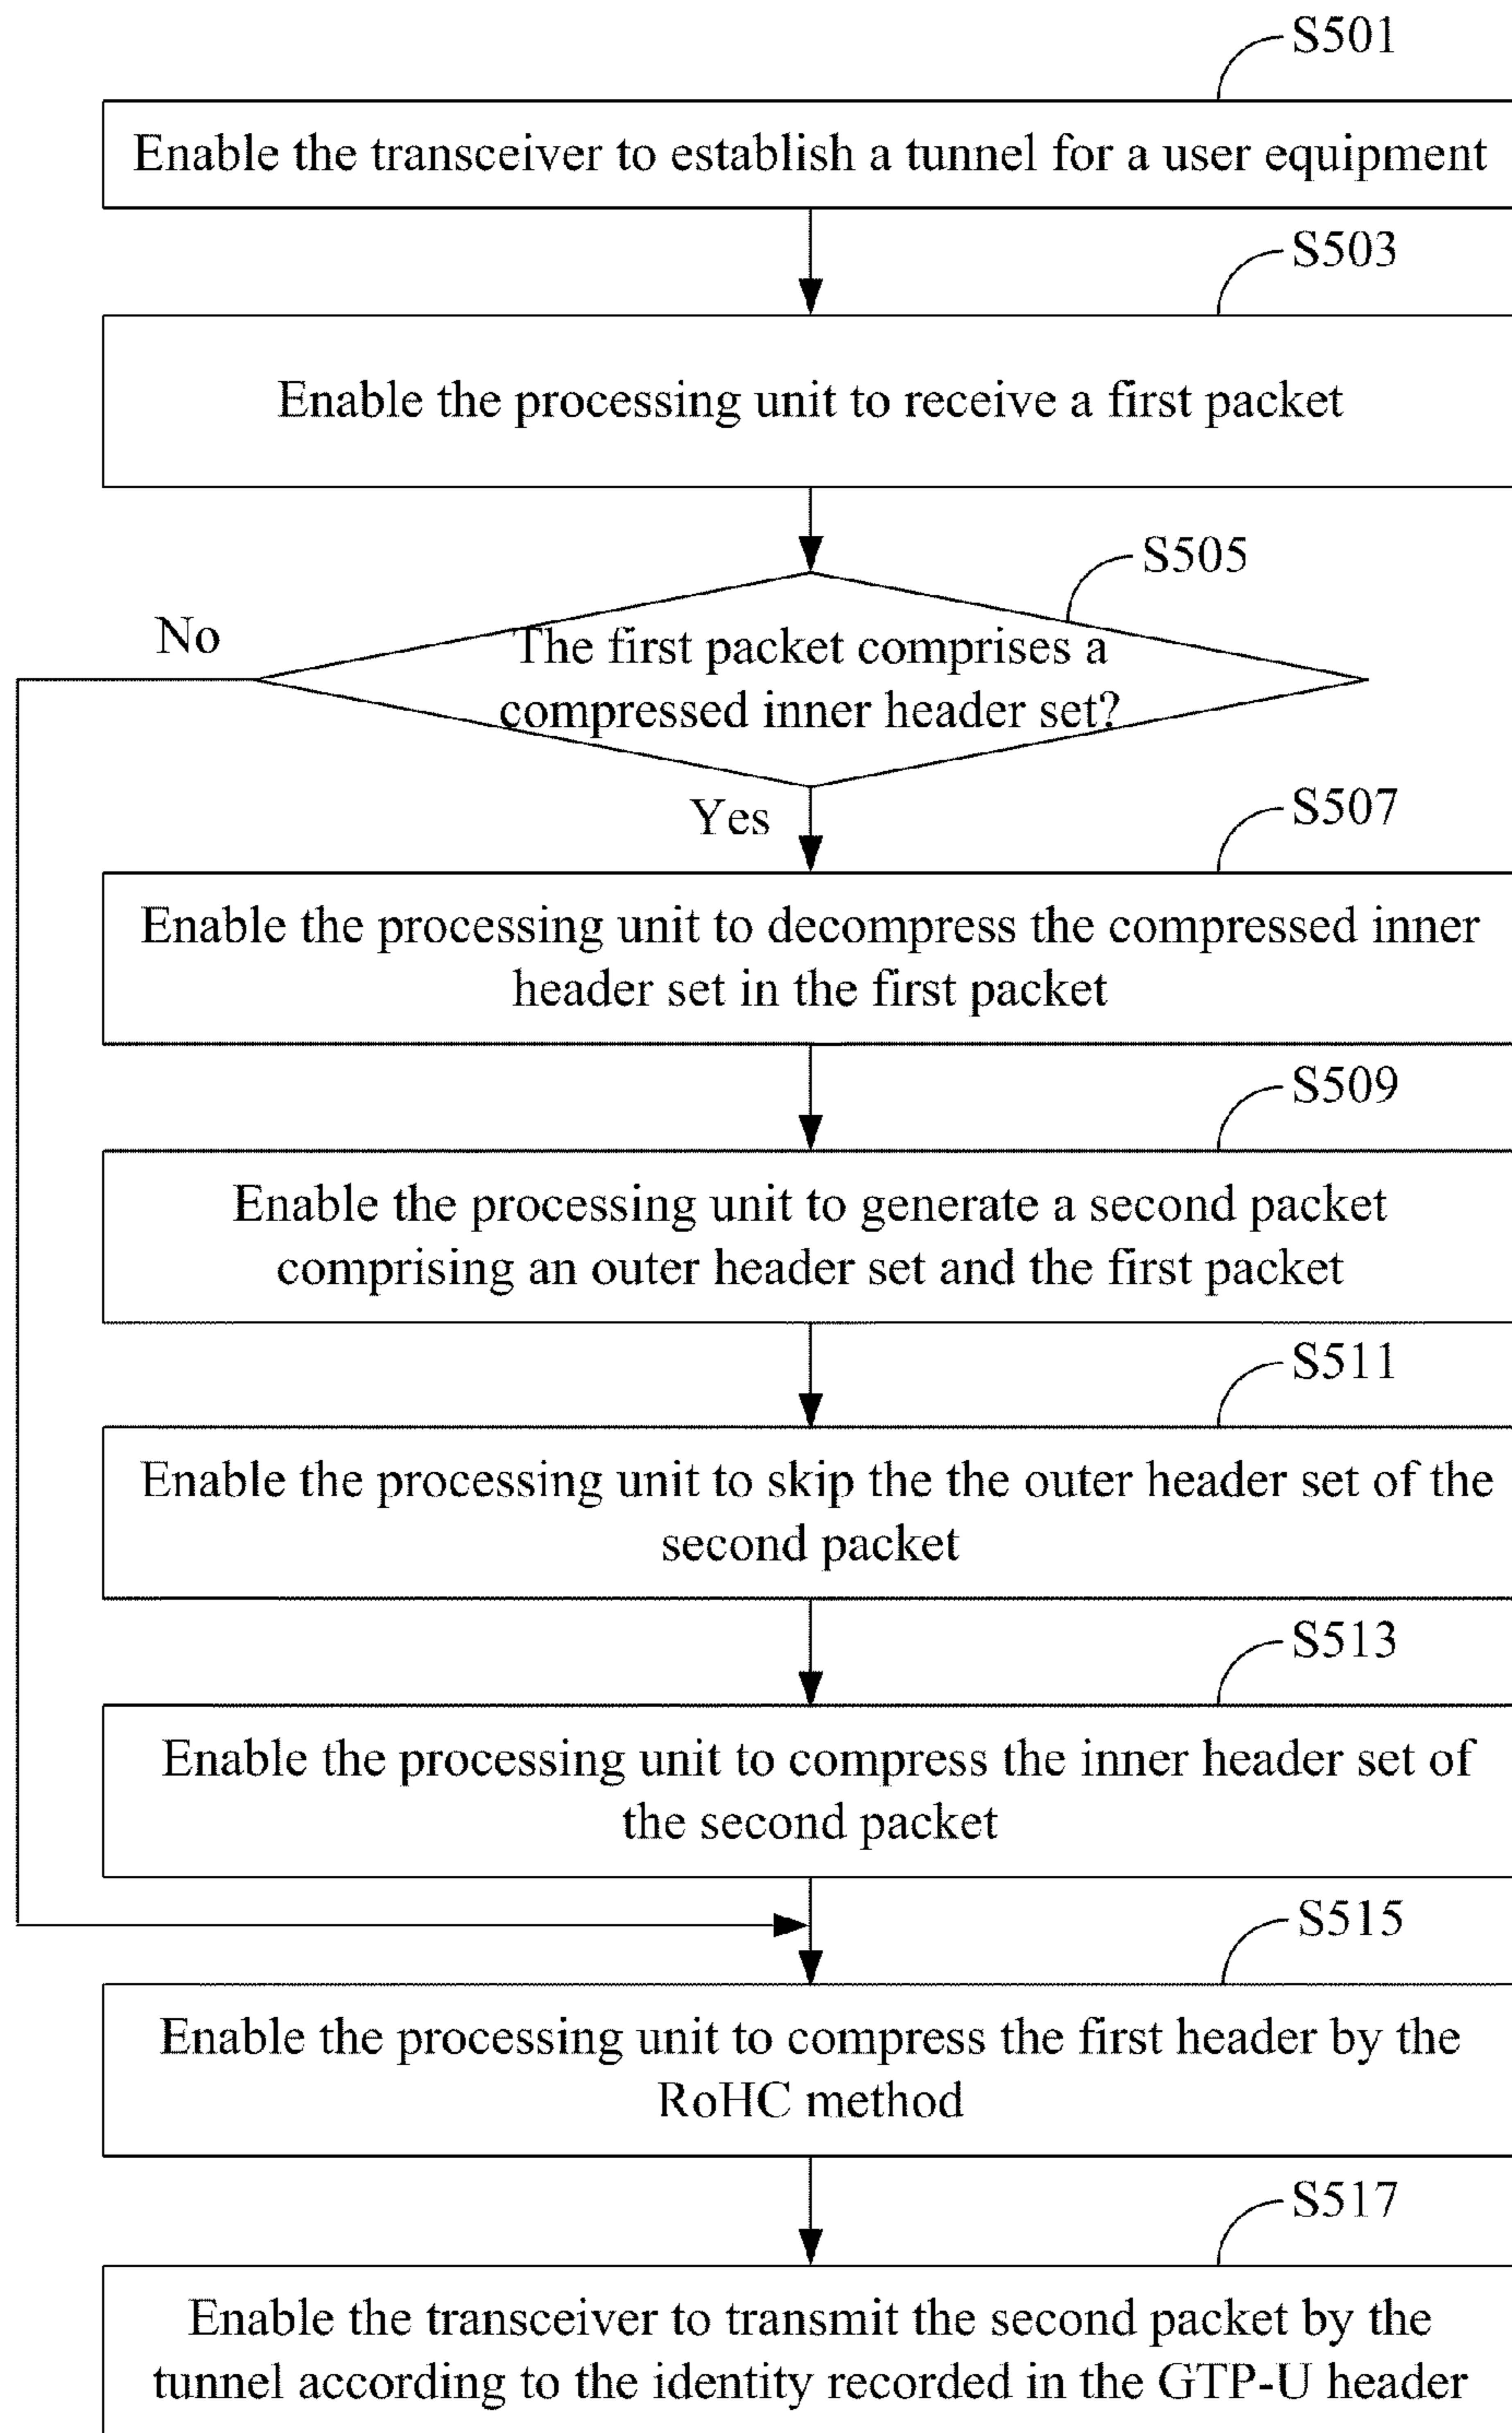 S501
Enable the transceiver to establish a tunnel for a user equipment
S503
Enable the processing unit to receive a first packet
S505
No
The first packet comprises a
compressed inner header set?
Yes
S507
Enable the processing unit to decompress the compressed inner
header set in the first packet
S509
Enable the processing unit to generate a second packet
comprising an outer header set and the first packet
S511
Enable the processing unit to skip the the outer header set of the
second packet
S513
Enable the processing unit to compress the inner header set of
the second packet
S515
Enable the processing unit to compress the first header by the
RoHC method
S517
Enable the transceiver to transmit the second packet by the
tunnel according to the identity recorded in the GTP-U header